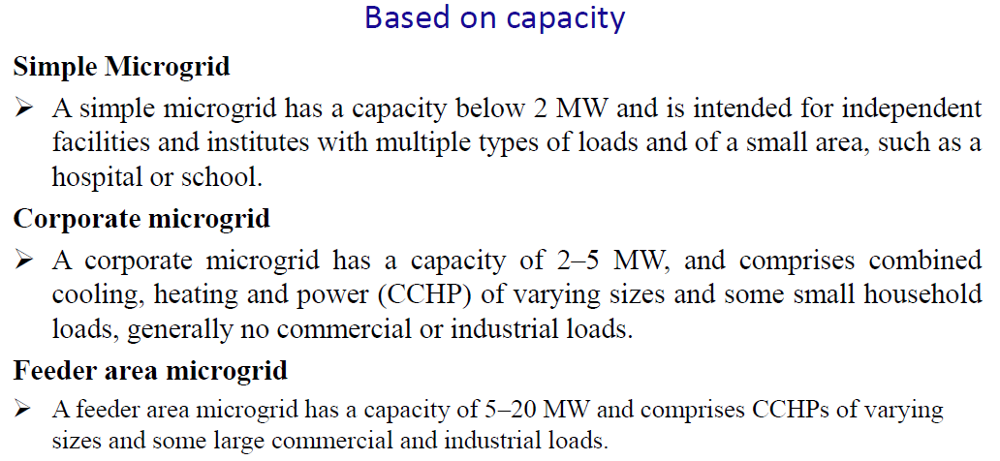 Based on capacity
Simple Microgrid
➢ A simple microgrid has a capacity below 2 MW and is intended for independent
facilities and institutes with multiple types of loads and of a small area, such as a
hospital or school.
Corporate microgrid
➢ A corporate microgrid has a capacity of 2–5 MW, and comprises combined
cooling, heating and power (CCHP) of varying sizes and some small household
loads, generally no commercial or industrial loads.
Feeder area microgrid
➢ A feeder area microgrid has a capacity of 5–20 MW and comprises CCHPs of varying
sizes and some large commercial and industrial loads.